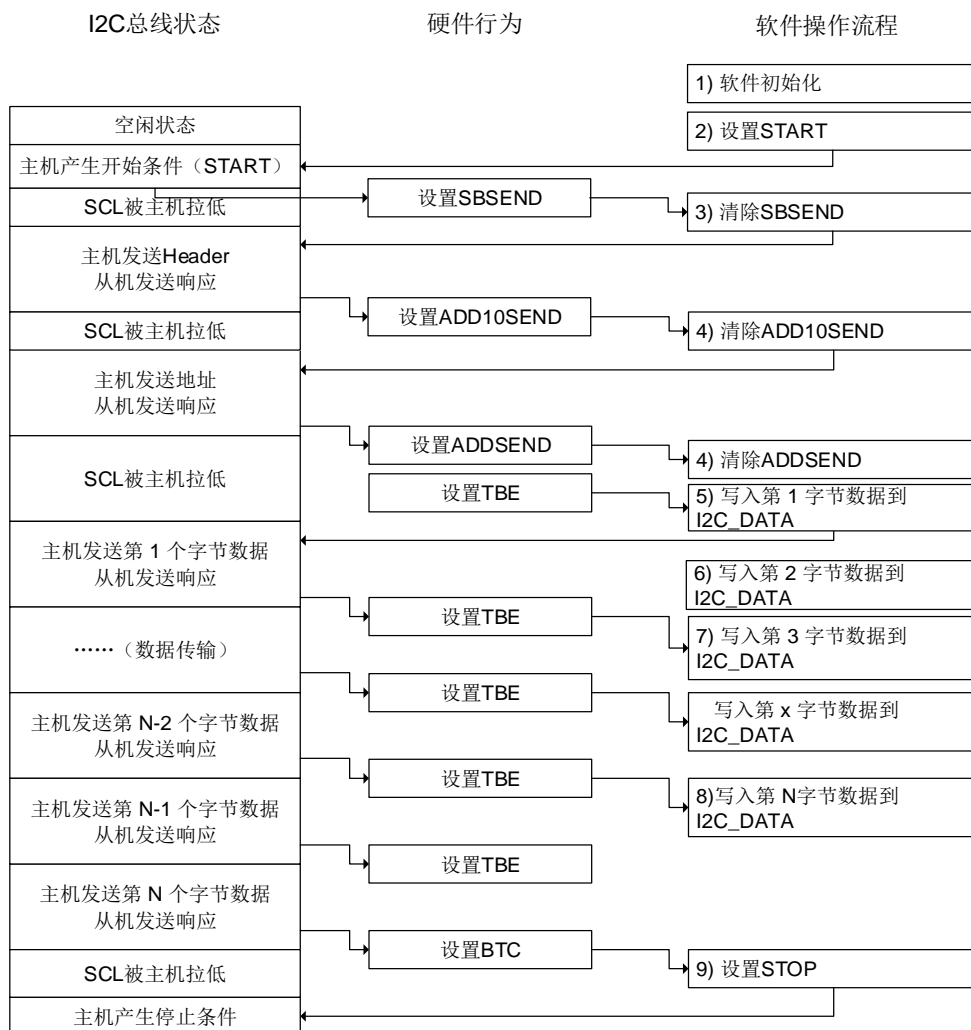 I2C总线状态
硬件行为
软件操作流程
1) 软件初始化
空闲状态
2) 设置START
主机产生开始条件（START）
设置SBSEND
SCL被主机拉低
3) 清除SBSEND
主机发送Header
从机发送响应
设置ADD10SEND
SCL被主机拉低
4) 清除ADD10SEND
主机发送地址
从机发送响应
设置ADDSEND
4) 清除ADDSEND
SCL被主机拉低
设置TBE
5) 写入第 1 字节数据到
I2C_DATA
主机发送第 1 个字节数据
从机发送响应
6) 写入第 2 字节数据到
I2C_DATA
设置TBE
7) 写入第 3 字节数据到
I2C_DATA
……（数据传输）
设置TBE
写入第 x 字节数据到
I2C_DATA
主机发送第 N-2 个字节数据
从机发送响应
设置TBE
8)写入第 N字节数据到
I2C_DATA
主机发送第 N-1 个字节数据
从机发送响应
设置TBE
主机发送第 N 个字节数据
从机发送响应
设置BTC
SCL被主机拉低
9) 设置STOP
主机产生停止条件